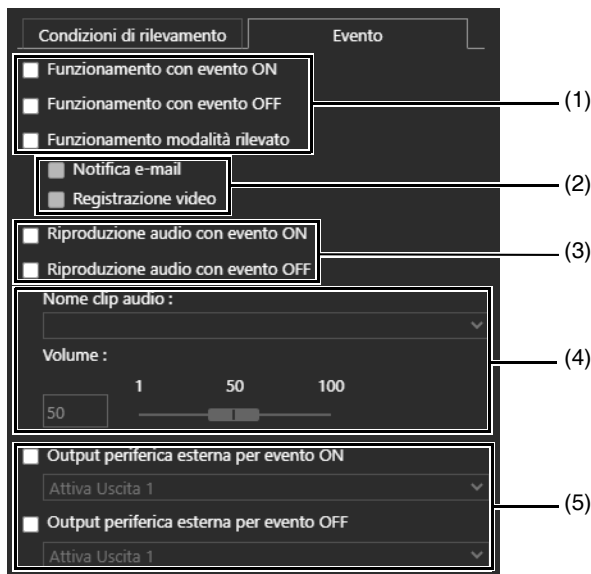 Condizioni di rilevamento Evento
Funzionamento con evento ON
Funzionamento con evento OFF
Funzionamento modalità rilevato
(1)
Notifica e-mail
Registrazione video
(2)
Riproduzione audio con evento ON
Riproduzione audio con evento OFF
(3)
Nome clip audio :
Volume :
1 50 100
50
(4)
Output periferica esterna per evento ON
Attiva Uscita 1
Output periferica esterna per evento OFF
Attiva Uscita 1
(5)